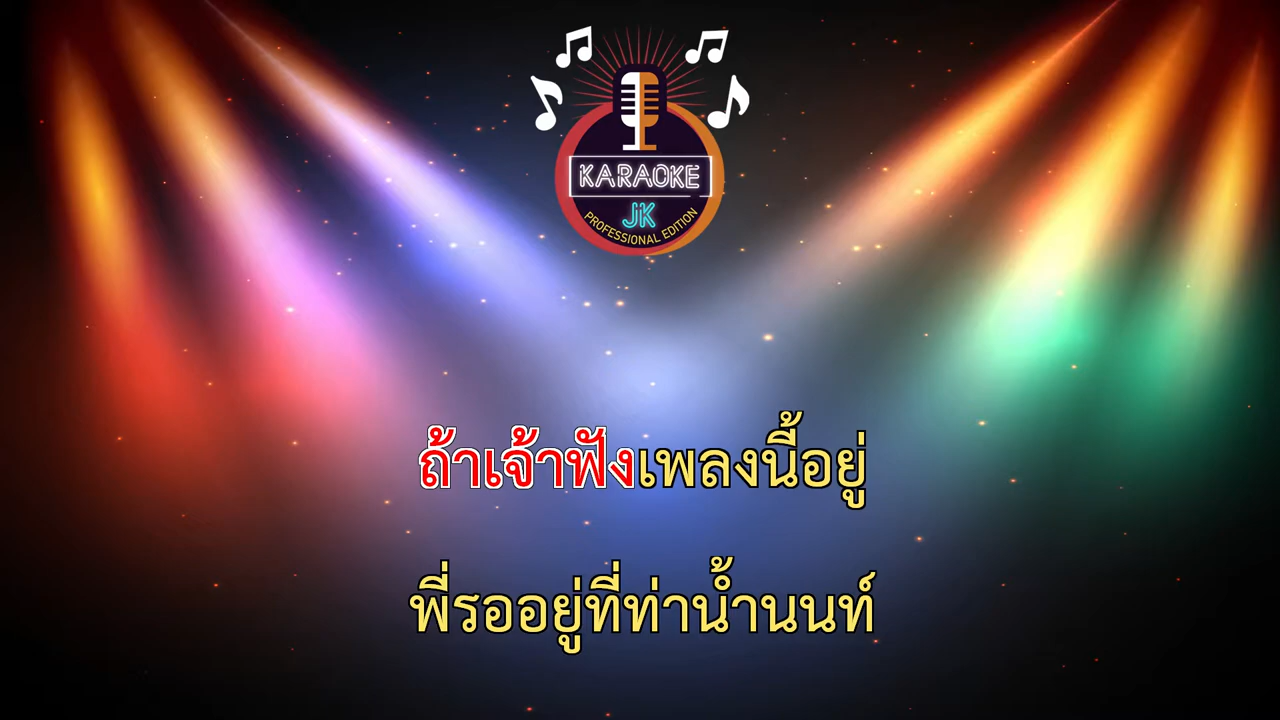 KARAOKE
JK
PROFESSIONAL EDITION
ถ้าเจ้าฟังเพลงนี้อยู่
พี่รออยู่ที่ท่าน้ำนนท์